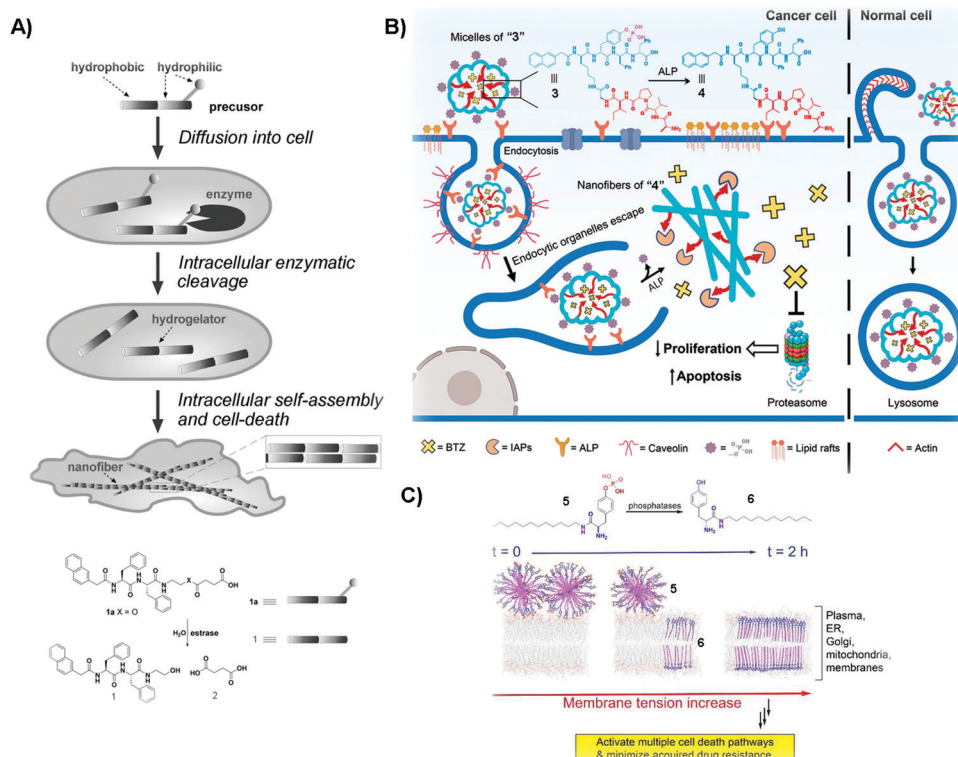 A)
hydrophobic
hydrophilic
precusor
Diffusion into cell
enzyme
Intracellular enzymatic
cleavage
hydrogelator
Intracellular self-assembly
and cell-death
nanofiber
1a X = O
H₂O estrase
1a
1
1
2
B)
Cancer cell
Normal cell
Micelles of "3"
3
ALP
4
Endocytosis
Nanofibers of "4"
Endocytic organelles escape
ALP
↓ Proliferation
↑ Apoptosis
Proteasome
Lysosome
= BTZ
= IAPs
= ALP
= Caveolin
=
= Lipid rafts
= Actin
C)
5
phosphatases
6
t = 0
t = 2 h
5
6
Plasma,
ER,
Golgi,
mitochondria,
membranes
Membrane tension increase
Activate multiple cell death pathways
& minimize acquired drug resistance